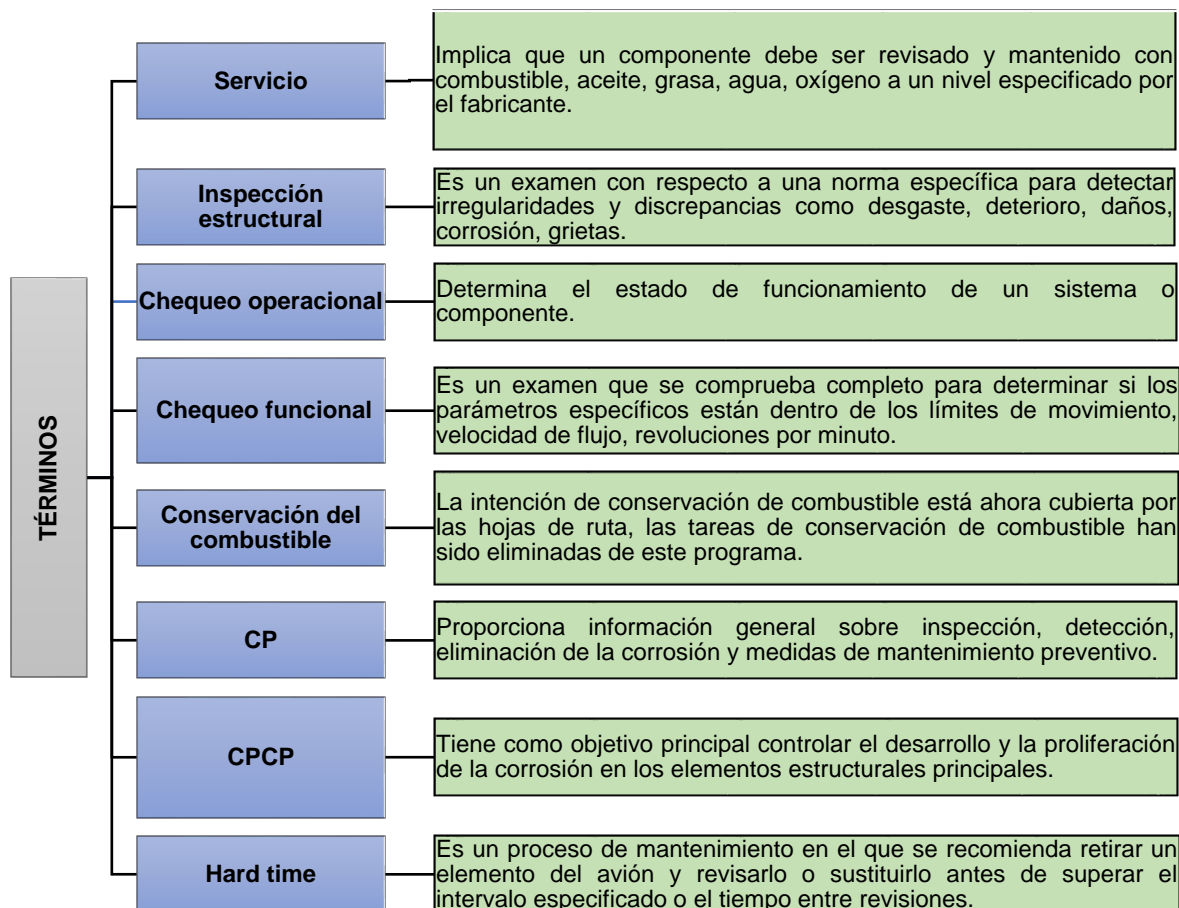 TÉRMINOS
Servicio
Implica que un componente debe ser revisado y mantenido con
combustible, aceite, grasa, agua, oxígeno a un nivel especificado por
el fabricante.
Inspección
estructural
Es un examen con respecto a una norma específica para detectar
irregularidades y discrepancias como desgaste, deterioro, daños,
corrosión, grietas.
Chequeo operacional
Determina el estado de funcionamiento de un sistema o
componente.
Chequeo funcional
Es un examen que se comprueba completo para determinar si los
parámetros específicos están dentro de los límites de movimiento,
velocidad de flujo, revoluciones por minuto.
Conservación del
combustible
La intención de conservación de combustible está ahora cubierta por
las hojas de ruta, las tareas de conservación de combustible han
sido eliminadas de este programa.
CP
Proporciona información general sobre inspección, detección,
eliminación de la corrosión y medidas de mantenimiento preventivo.
CPCP
Tiene como objetivo principal controlar el desarrollo y la proliferación
de la corrosión en los elementos estructurales principales.
Hard time
Es un proceso de mantenimiento en el que se recomienda retirar un
elemento del avión y revisarlo o sustituirlo antes de superar el
intervalo especificado o el tiempo entre revisiones.